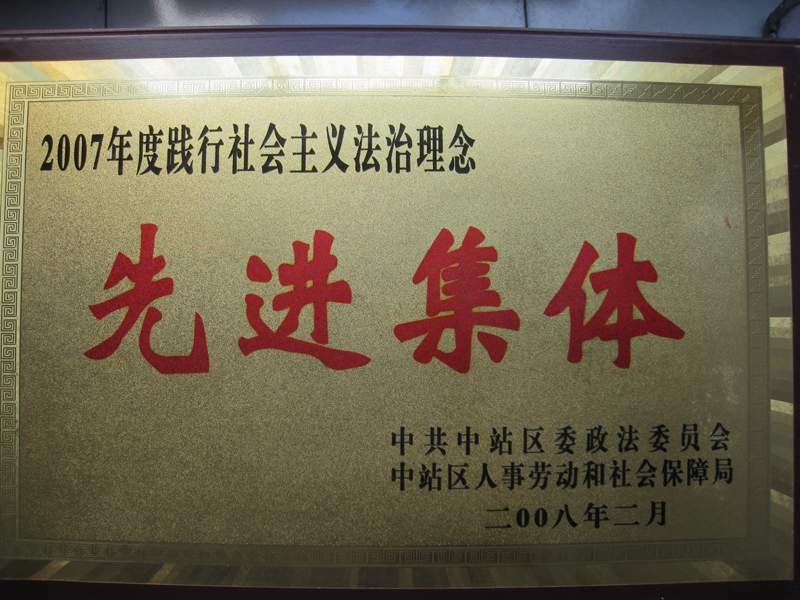 2007年度践行社会主义法治理念
先进集体
中共中站区委政法委员会
中站区人事劳动和社会保障局
二00八年二月